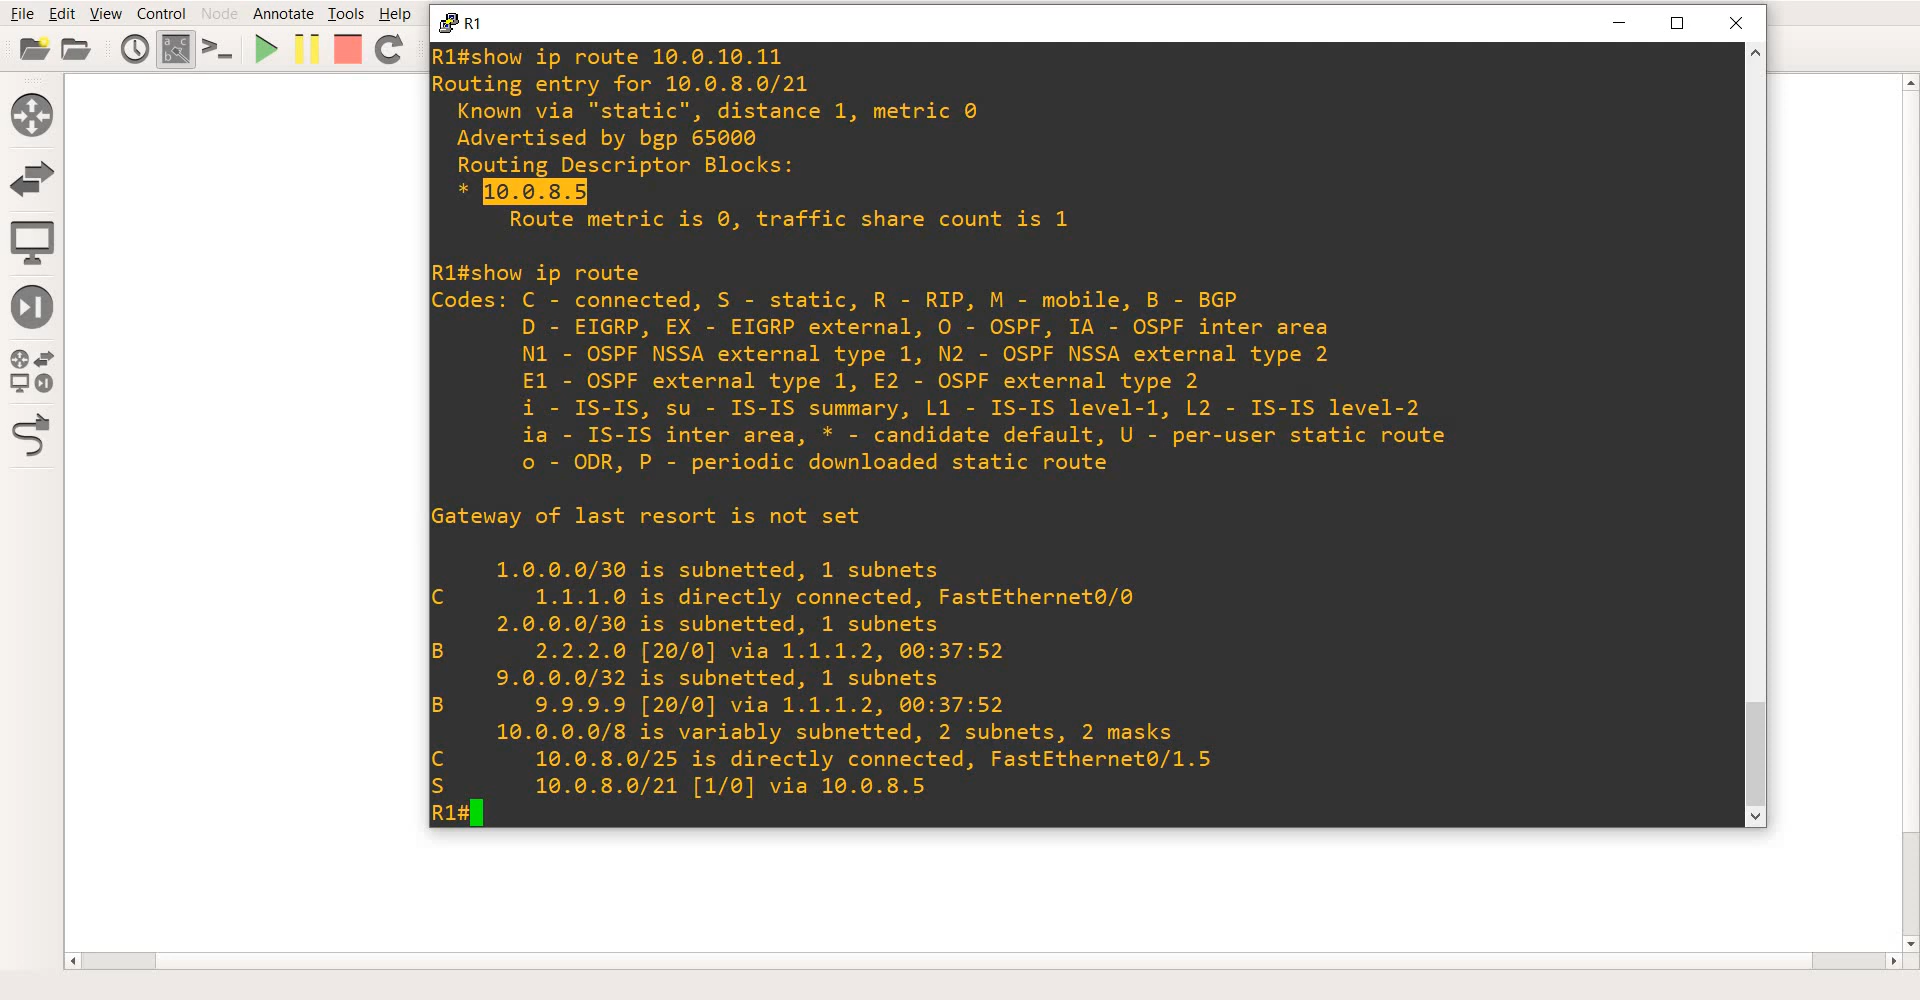 File Edit View Control Node Annotate Tools Help
R1
R1#show ip route 10.0.10.11
Routing entry for 10.0.8.0/21
  Known via "static", distance 1, metric 0
  Advertised by bgp 65000
  Routing Descriptor Blocks:
  * 10.0.8.5
      Route metric is 0, traffic share count is 1
R1#show ip route
Codes: C - connected, S - static, R - RIP, M - mobile, B - BGP
       D - EIGRP, EX - EIGRP external, O - OSPF, IA - OSPF inter area
       N1 - OSPF NSSA external type 1, N2 - OSPF NSSA external type 2
       E1 - OSPF external type 1, E2 - OSPF external type 2
       i - IS-IS, su - IS-IS summary, L1 - IS-IS level-1, L2 - IS-IS level-2
       ia - IS-IS inter area, * - candidate default, U - per-user static route
       o - ODR, P - periodic downloaded static route
Gateway of last resort is not set
     1.0.0.0/30 is subnetted, 1 subnets
C       1.1.1.0 is directly connected, FastEthernet0/0
     2.0.0.0/30 is subnetted, 1 subnets
B       2.2.2.0 [20/0] via 1.1.1.2, 00:37:52
     9.0.0.0/32 is subnetted, 1 subnets
B       9.9.9.9 [20/0] via 1.1.1.2, 00:37:52
     10.0.0.0/8 is variably subnetted, 2 subnets, 2 masks
C       10.0.8.0/25 is directly connected, FastEthernet0/1.5
S       10.0.8.0/21 [1/0] via 10.0.8.5
R1#